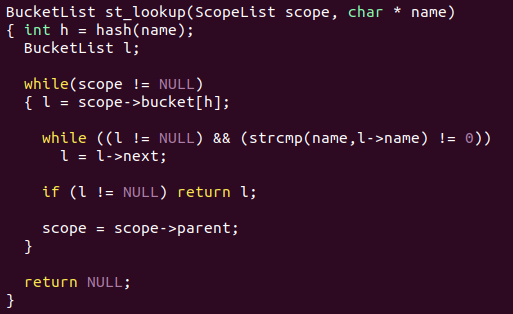 BucketList st_lookup(ScopeList scope, char * name)
{ int h = hash(name);
  BucketList l;

  while(scope != NULL)
  { l = scope->bucket[h];

    while ((l != NULL) && (strcmp(name,l->name) != 0))
      l = l->next;

    if (l != NULL) return l;

    scope = scope->parent;
  }

  return NULL;
}